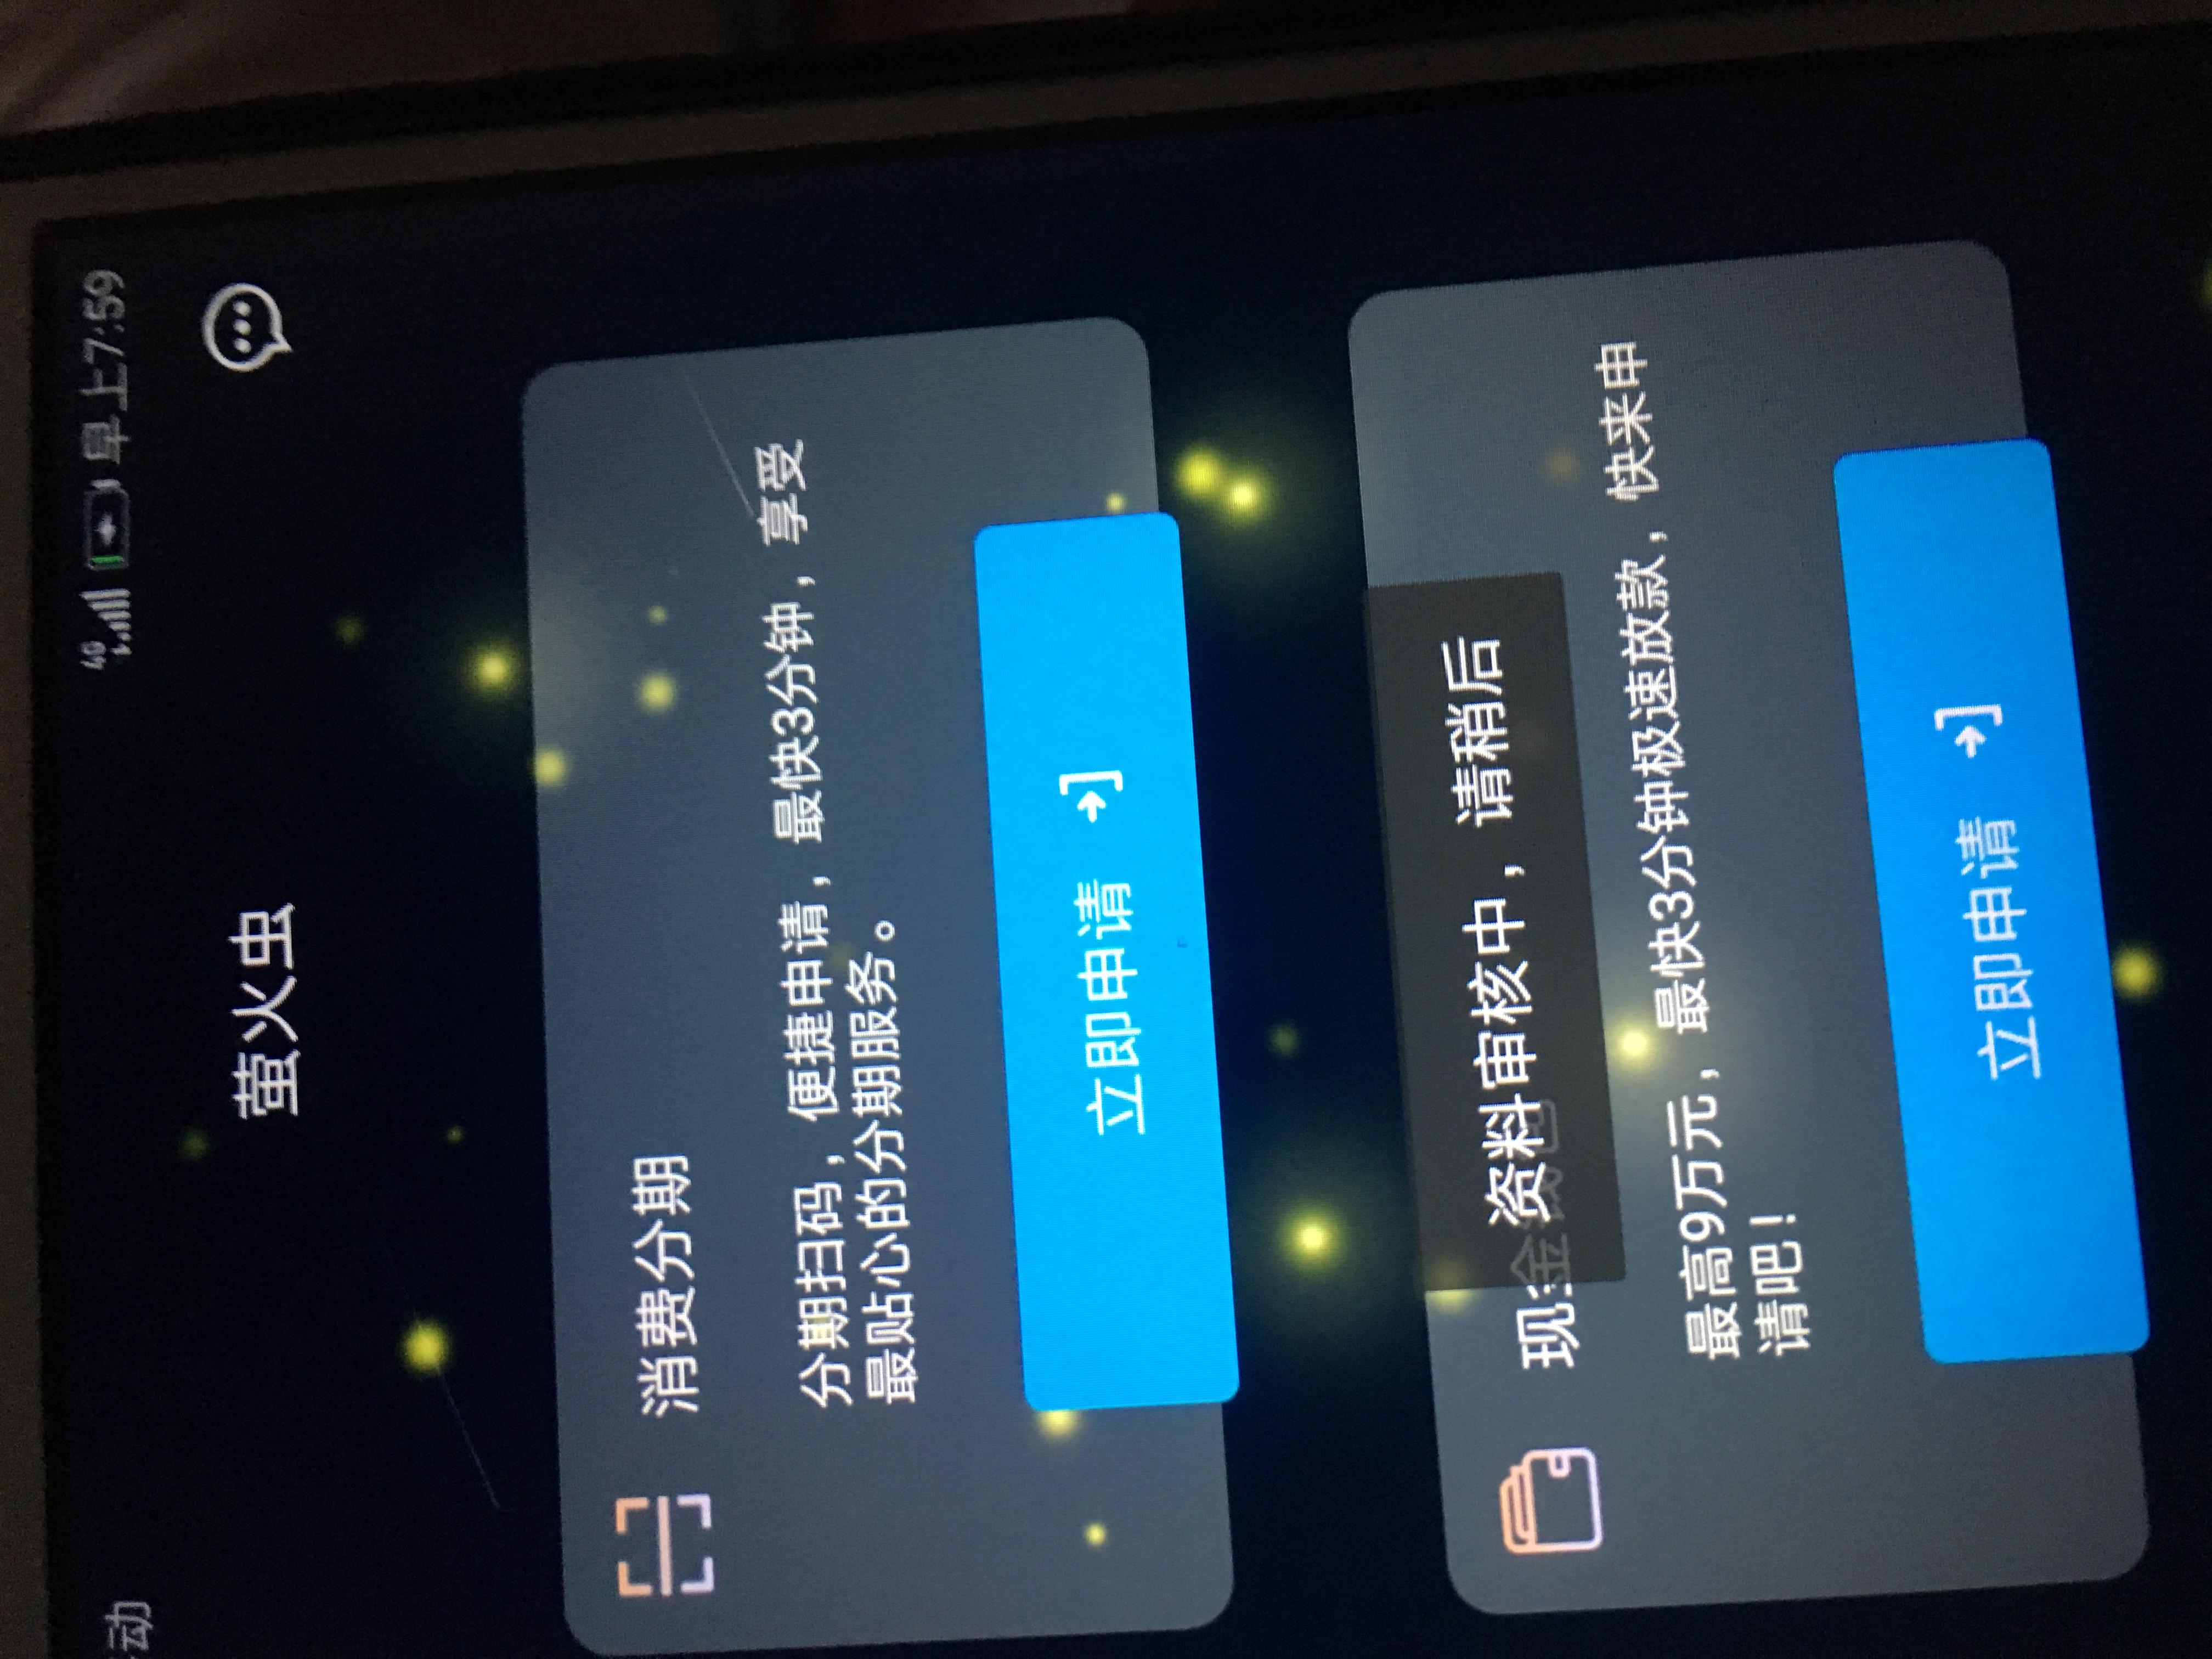 动
4G
早上7:59
萤火虫
消费分期
分期扫码，便捷申请，最快3分钟，享受
最贴心的分期服务。
立即申请
现金钱包
资料审核中，请稍后
最高9万元，最快3分钟极速放款，快来申
请吧！
立即申请